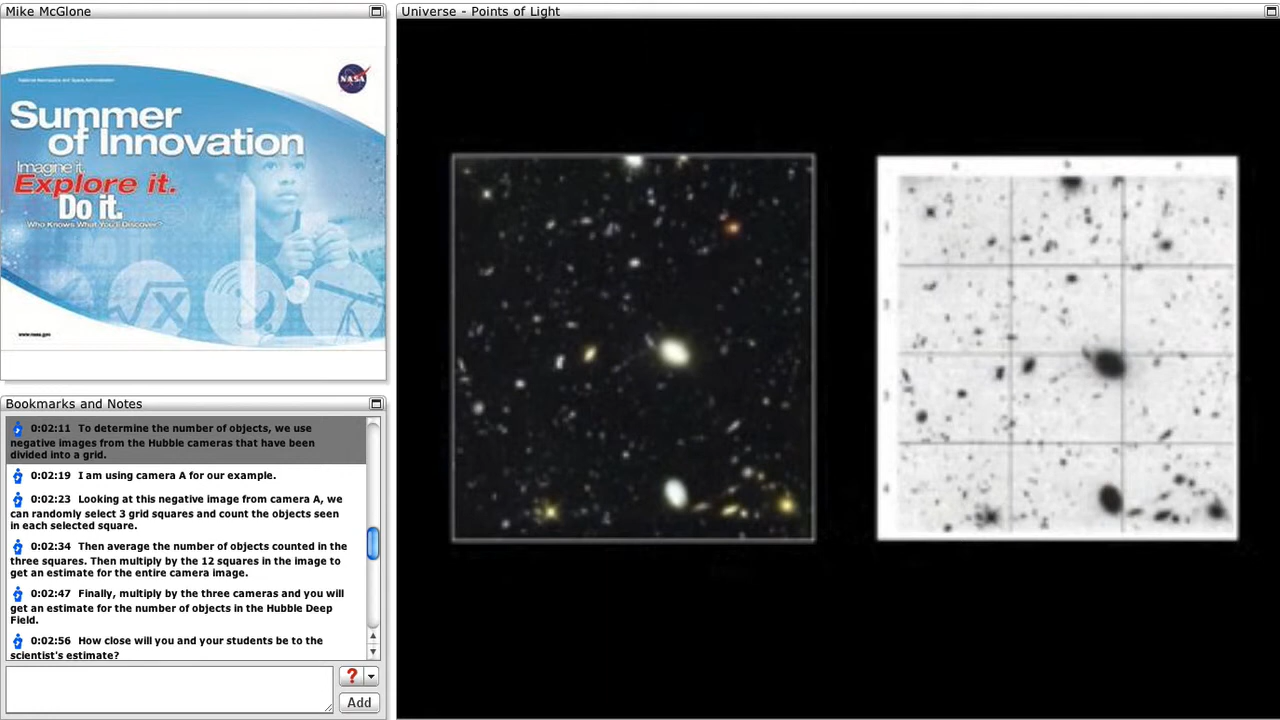 Mike McGlone
National Aeronautics and Space Administration
NASA
Summer
of Innovation
Imagine it.
Explore it.
Do it.
Who Knows What You'll Discover?
www.nasa.gov
Bookmarks and Notes
0:02:11 To determine the number of objects, we use
negative images from the Hubble cameras that have been
divided into a grid.
0:02:19 I am using camera A for our example.
0:02:23 Looking at this negative image from camera A, we
can randomly select 3 grid squares and count the objects seen
in each selected square.
0:02:34 Then average the number of objects counted in the
three squares. Then multiply by the 12 squares in the image to
get an estimate for the entire camera image.
0:02:47 Finally, multiply by the three cameras and you will
get an estimate for the number of objects in the Hubble Deep
Field.
0:02:56 How close will you and your students be to the
scientist's estimate?
?
Add
Universe - Points of Light